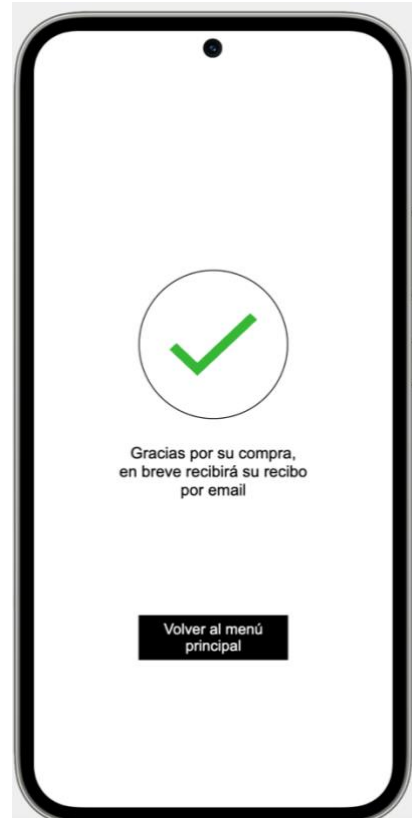 Gracias por su compra,
en breve recibirá su recibo
por email
Volver al menú
principal